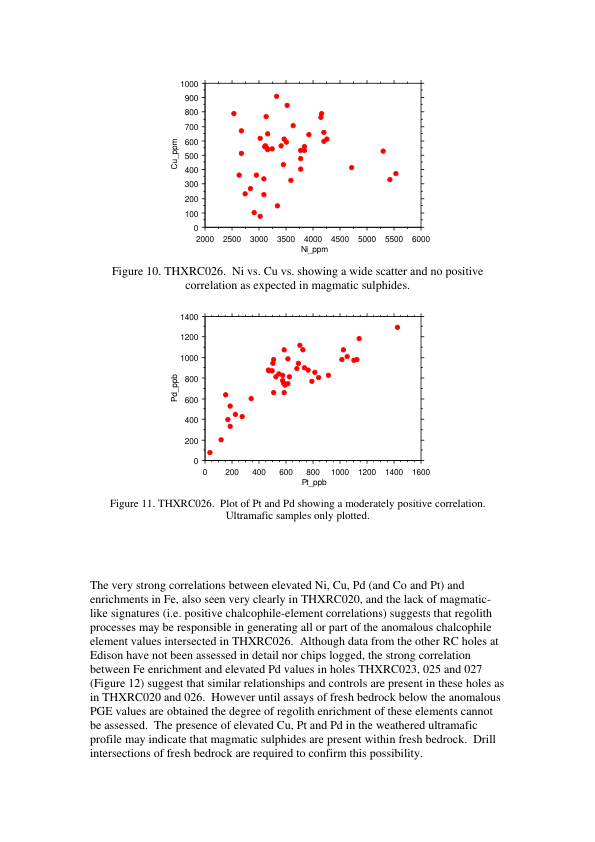 1000
900
800
700
600
500
400
300
200
100
0
Cu_ppm
2000 2500 3000 3500 4000 4500 5000 5500 6000
Ni_ppm
Figure 10. THXRC026.  Ni vs. Cu vs. showing a wide scatter and no positive
correlation as expected in magmatic sulphides.
1400
1200
1000
800
600
400
200
0
Pd_ppb
0 200 400 600 800 1000 1200 1400 1600
Pt_ppb
Figure 11. THXRC026.  Plot of Pt and Pd showing a moderately positive correlation.
Ultramafic samples only plotted.
The very strong correlations between elevated Ni, Cu, Pd (and Co and Pt) and
enrichments in Fe, also seen very clearly in THXRC020, and the lack of magmatic-
like signatures (i.e. positive chalcophile-element correlations) suggests that regolith
processes may be responsible in generating all or part of the anomalous chalcophile
element values intersected in THXRC026.  Although data from the other RC holes at
Edison have not been assessed in detail nor chips logged, the strong correlation
between Fe enrichment and elevated Pd values in holes THXRC023, 025 and 027
(Figure 12) suggest that similar relationships and controls are present in these holes as
in THXRC020 and 026.  However until assays of fresh bedrock below the anomalous
PGE values are obtained the degree of regolith enrichment of these elements cannot
be assessed.  The presence of elevated Cu, Pt and Pd in the weathered ultramafic
profile may indicate that magmatic sulphides are present within fresh bedrock.  Drill
intersections of fresh bedrock are required to confirm this possibility.